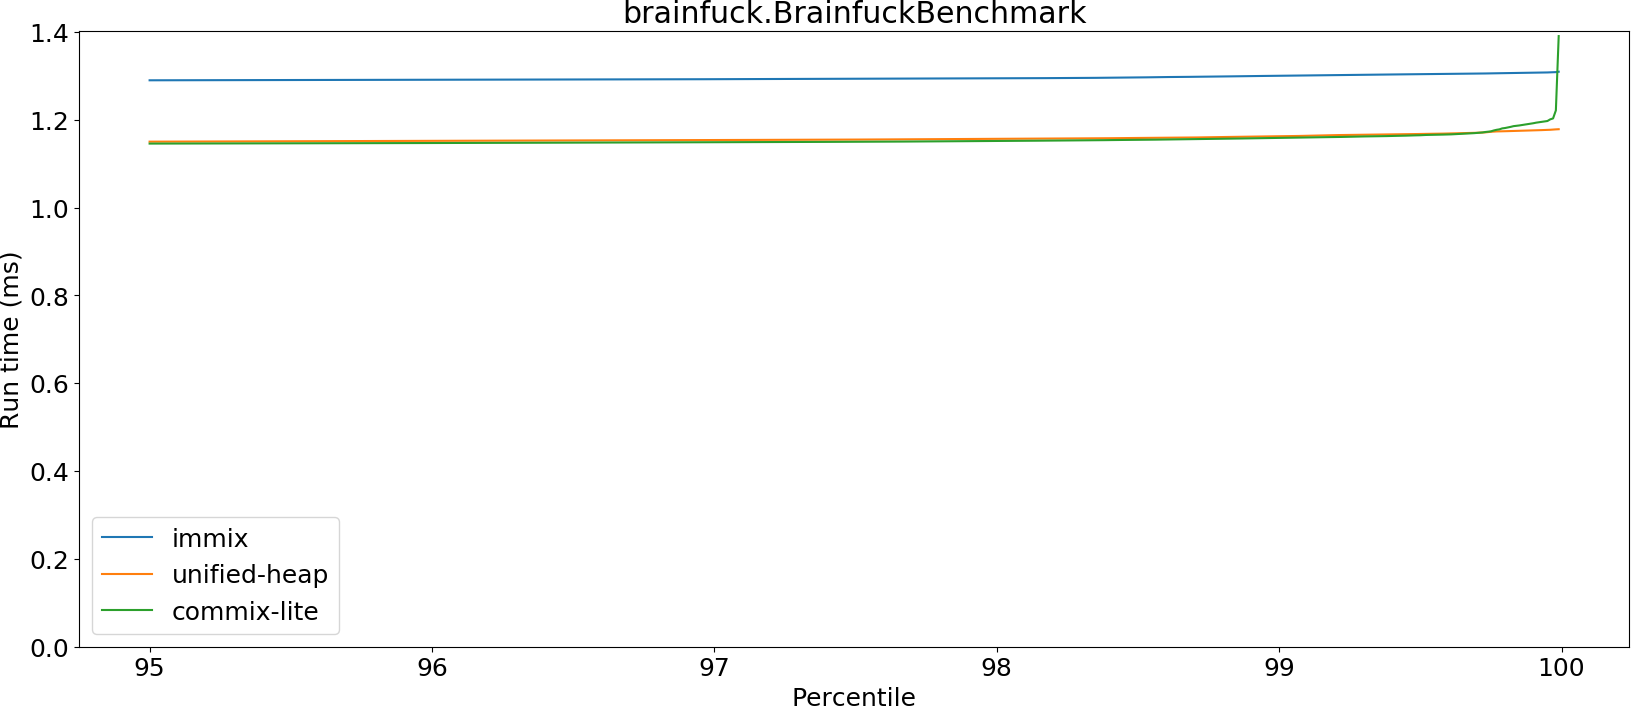 brainfuck.BrainfuckBenchmark
1.4
1.2
1.0
0.8
0.6
0.4
0.2
0.0
Run time (ms)
immix
unified-heap
commix-lite
95 96 97 98 99 100
Percentile